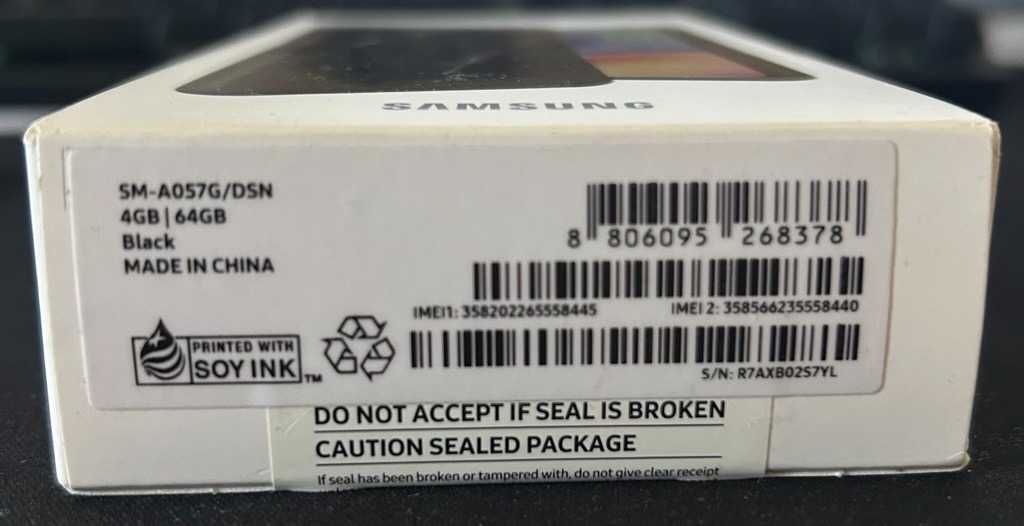 SAMSUNG
SM-A057G/DSN
4GB | 64GB
Black
MADE IN CHINA
8 806095 268378
IMEI1: 358202265558445
IMEI 2: 358566235558440
PRINTED WITH
SOY INK™
S/N: R7AXB02S7YL
DO NOT ACCEPT IF SEAL IS BROKEN
CAUTION SEALED PACKAGE
If seal has been broken or tampered with, do not give clear receipt